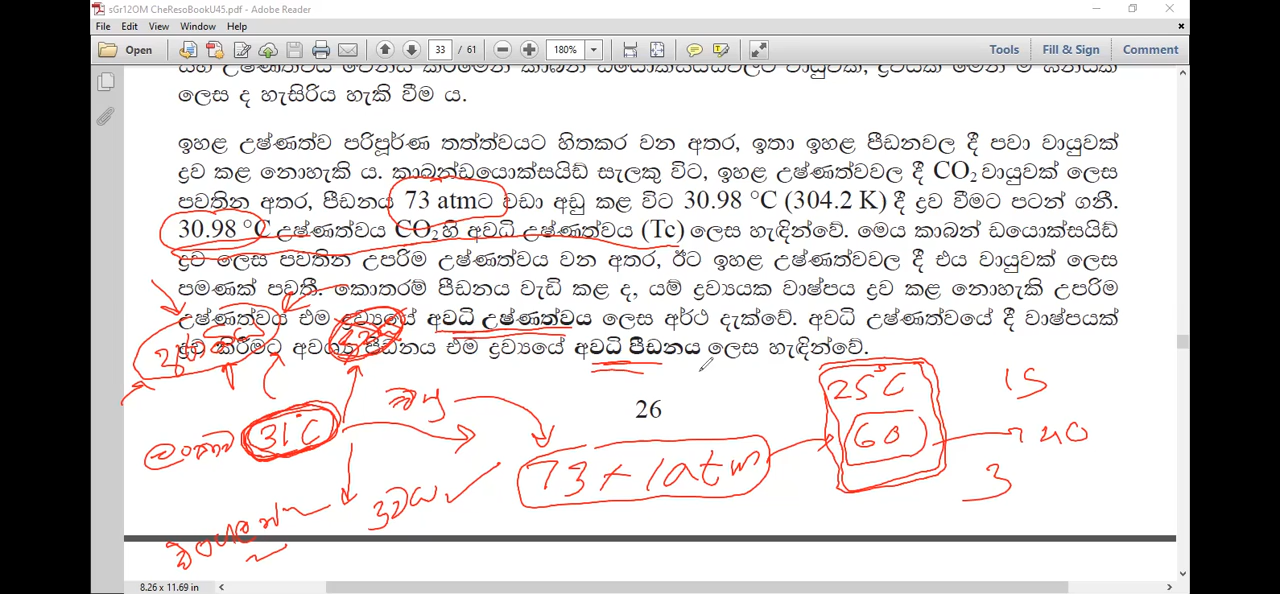 sGr12OM CheResoBookU45.pdf - Adobe Reader
File Edit View Window Help
Open 33 / 61 180% Tools Fill & Sign Comment
ලෙස ද හැසිරිය හැකි වීම ය.
ඉහළ උෂ්ණත්ව පරිපූර්ණ තත්ත්වයට හිතකර වන අතර, ඉතා ඉහළ පීඩනවල දී පවා වායුවක්
ද්‍රව කළ නොහැකි ය. කාබන්ඩයොක්සයිඩ් සැලකූ විට, ඉහළ උෂ්ණත්වවල දී CO₂ වායුවක් ලෙස
පවතින අතර, පීඩනය 73 atmට වඩා අඩු කළ විට 30.98 °C (304.2 K) දී ද්‍රව වීමට පටන් ගනී.
30.98 °C උෂ්ණත්වය CO₂ හි අවධි උෂ්ණත්වය (Tc) ලෙස හැඳින්වේ. මෙය කාබන් ඩයොක්සයිඩ්
ද්‍රව ලෙස පවතින උපරිම උෂ්ණත්වය වන අතර, ඊට ඉහළ උෂ්ණත්වවල දී එය වායුවක් ලෙස
පමණක් පවතී. කොතරම් පීඩනය වැඩි කළ ද, යම් ද්‍රව්‍යයක වාෂ්පය ද්‍රව කළ නොහැකි උපරිම
උෂ්ණත්වය එම ද්‍රව්‍යයේ අවධි උෂ්ණත්වය ලෙස අර්ථ දැක්වේ. අවධි උෂ්ණත්වයේ දී වාෂ්පයක්
ද්‍රව කිරීමට අවශ්‍ය පීඩනය එම ද්‍රව්‍යයේ අවධි පීඩනය ලෙස හැඳින්වේ.
25°C 15
26
31°C 60 40
73 + 1atm 3
ද්‍රව
8.26 x 11.69 in